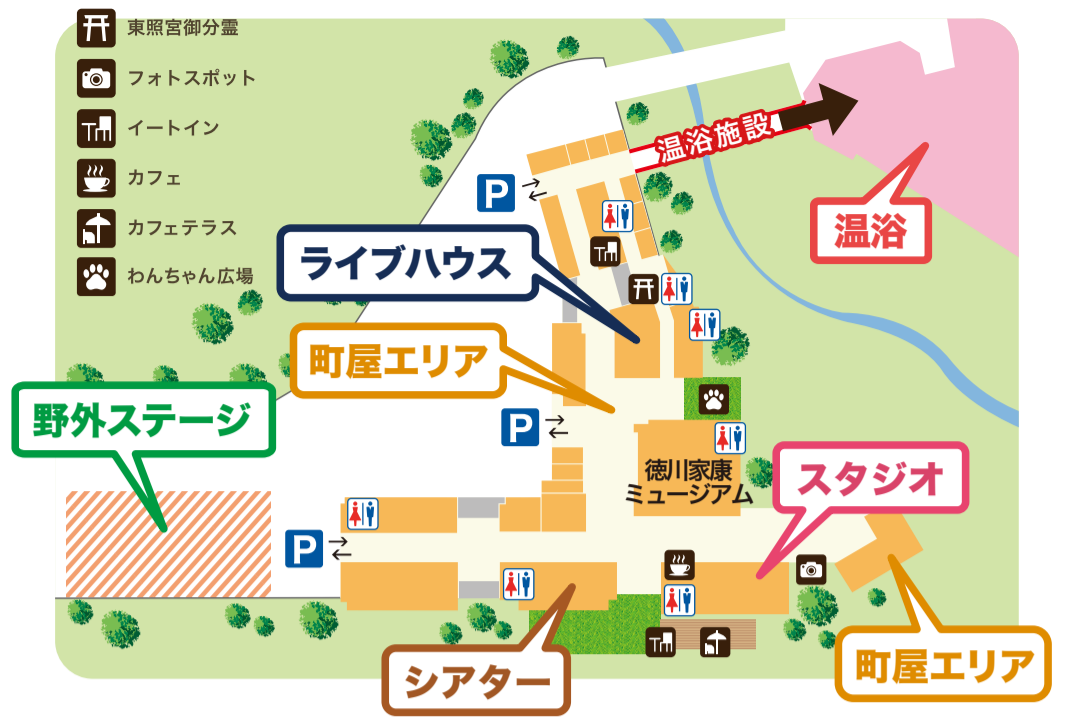 東照宮御分霊
フォトスポット
イートイン
カフェ
カフェテラス
わんちゃん広場
温浴施設
P
温浴
ライブハウス
町屋エリア
野外ステージ
P
徳川家康
ミュージアム
スタジオ
P
シアター
町屋エリア